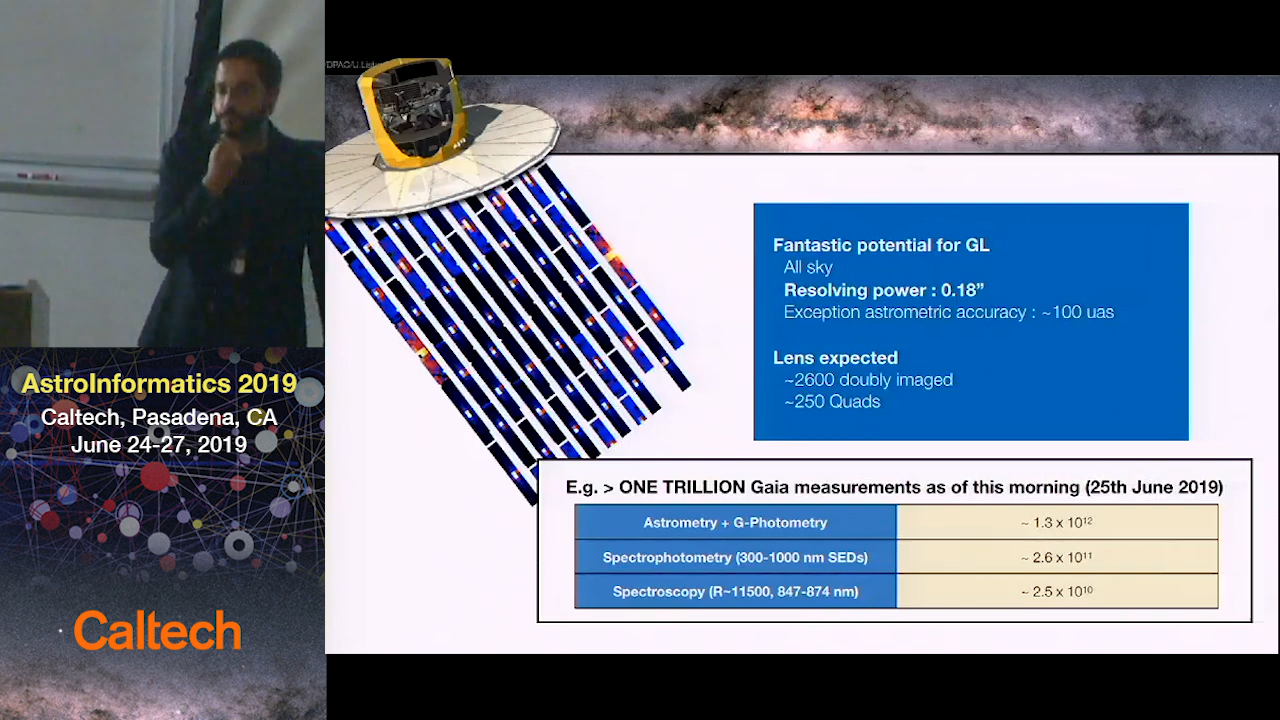 AstroInformatics 2019
Caltech, Pasadena, CA
June 24-27, 2019
Caltech
Fantastic potential for GL
All sky
Resolving power : 0.18”
Exception astrometric accuracy : ~100 uas
Lens expected
~2600 doubly imaged
~250 Quads
E.g. > ONE TRILLION Gaia measurements as of this morning (25th June 2019)
Astrometry + G-Photometry ~ 1.3 x 10¹²
Spectrophotometry (300-1000 nm SEDs) ~ 2.6 x 10¹¹
Spectroscopy (R~11500, 847-874 nm) ~ 2.5 x 10¹⁰